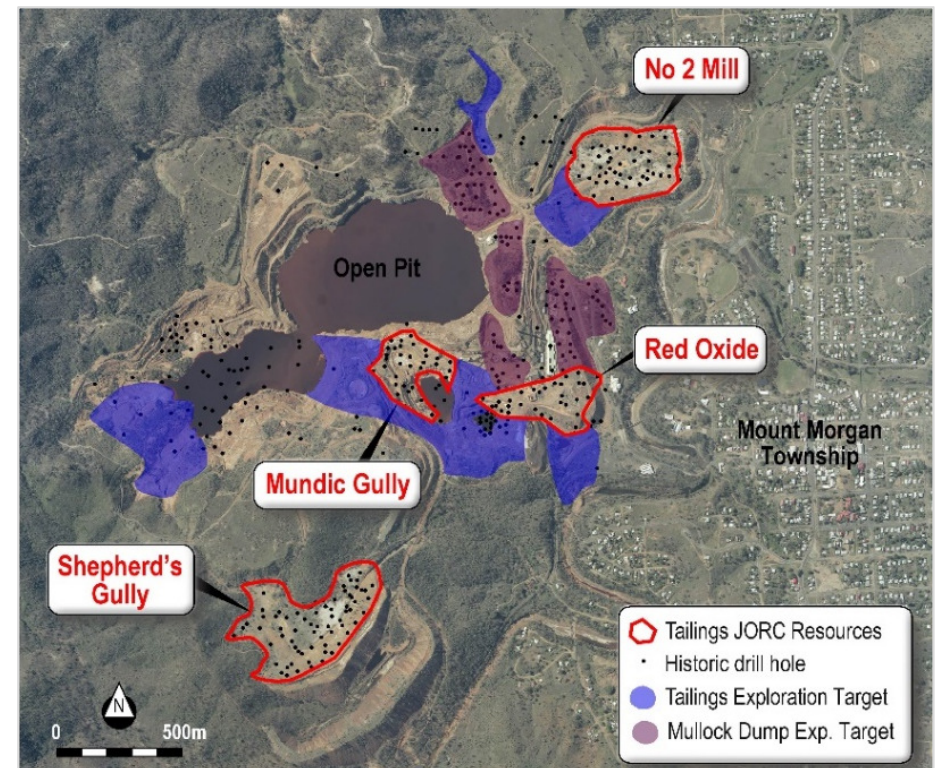 No 2 Mill
Open Pit
Red Oxide
Mount Morgan
Township
Mundic Gully
Shepherd's
Gully
Tailings JORC Resources
Historic drill hole
Tailings Exploration Target
Mullock Dump Exp. Target
N
0 500m